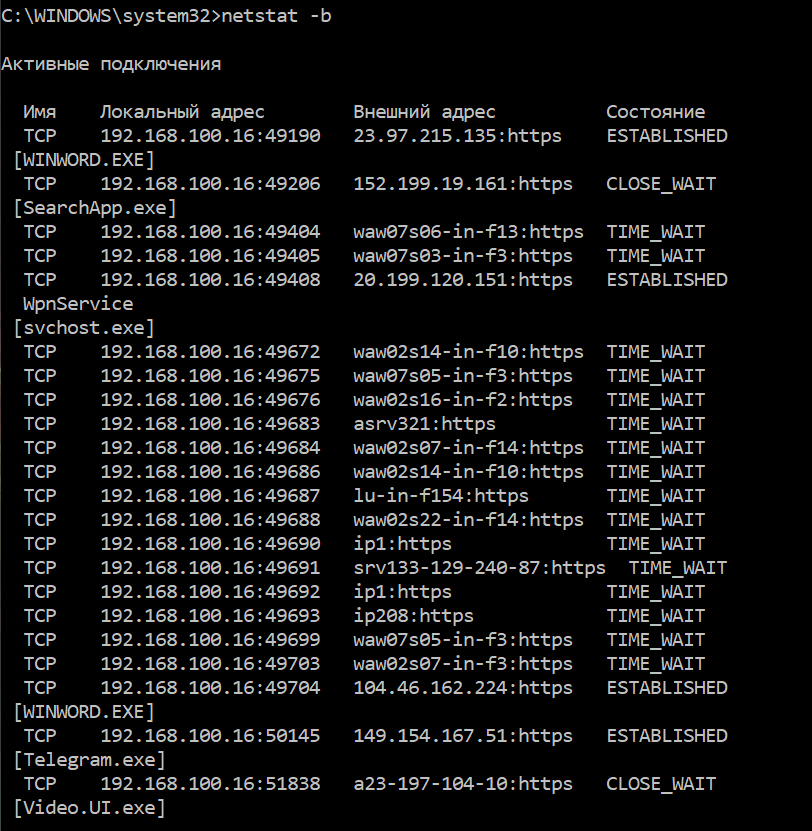 C:\WINDOWS\system32>netstat -b
Активные подключения
Имя Локальный адрес Внешний адрес Состояние
TCP 192.168.100.16:49190 23.97.215.135:https ESTABLISHED
[WINWORD.EXE]
TCP 192.168.100.16:49206 152.199.19.161:https CLOSE_WAIT
[SearchApp.exe]
TCP 192.168.100.16:49404 waw07s06-in-f13:https TIME_WAIT
TCP 192.168.100.16:49405 waw07s03-in-f3:https TIME_WAIT
TCP 192.168.100.16:49408 20.199.120.151:https ESTABLISHED
WpnService
[svchost.exe]
TCP 192.168.100.16:49672 waw02s14-in-f10:https TIME_WAIT
TCP 192.168.100.16:49675 waw07s05-in-f3:https TIME_WAIT
TCP 192.168.100.16:49676 waw02s16-in-f2:https TIME_WAIT
TCP 192.168.100.16:49683 asrv321:https TIME_WAIT
TCP 192.168.100.16:49684 waw02s07-in-f14:https TIME_WAIT
TCP 192.168.100.16:49686 waw02s14-in-f10:https TIME_WAIT
TCP 192.168.100.16:49687 lu-in-f154:https TIME_WAIT
TCP 192.168.100.16:49688 waw02s22-in-f14:https TIME_WAIT
TCP 192.168.100.16:49690 ip1:https TIME_WAIT
TCP 192.168.100.16:49691 srv133-129-240-87:https TIME_WAIT
TCP 192.168.100.16:49692 ip1:https TIME_WAIT
TCP 192.168.100.16:49693 ip208:https TIME_WAIT
TCP 192.168.100.16:49699 waw07s05-in-f3:https TIME_WAIT
TCP 192.168.100.16:49703 waw02s07-in-f3:https TIME_WAIT
TCP 192.168.100.16:49704 104.46.162.224:https ESTABLISHED
[WINWORD.EXE]
TCP 192.168.100.16:50145 149.154.167.51:https ESTABLISHED
[Telegram.exe]
TCP 192.168.100.16:51838 a23-197-104-10:https CLOSE_WAIT
[Video.UI.exe]